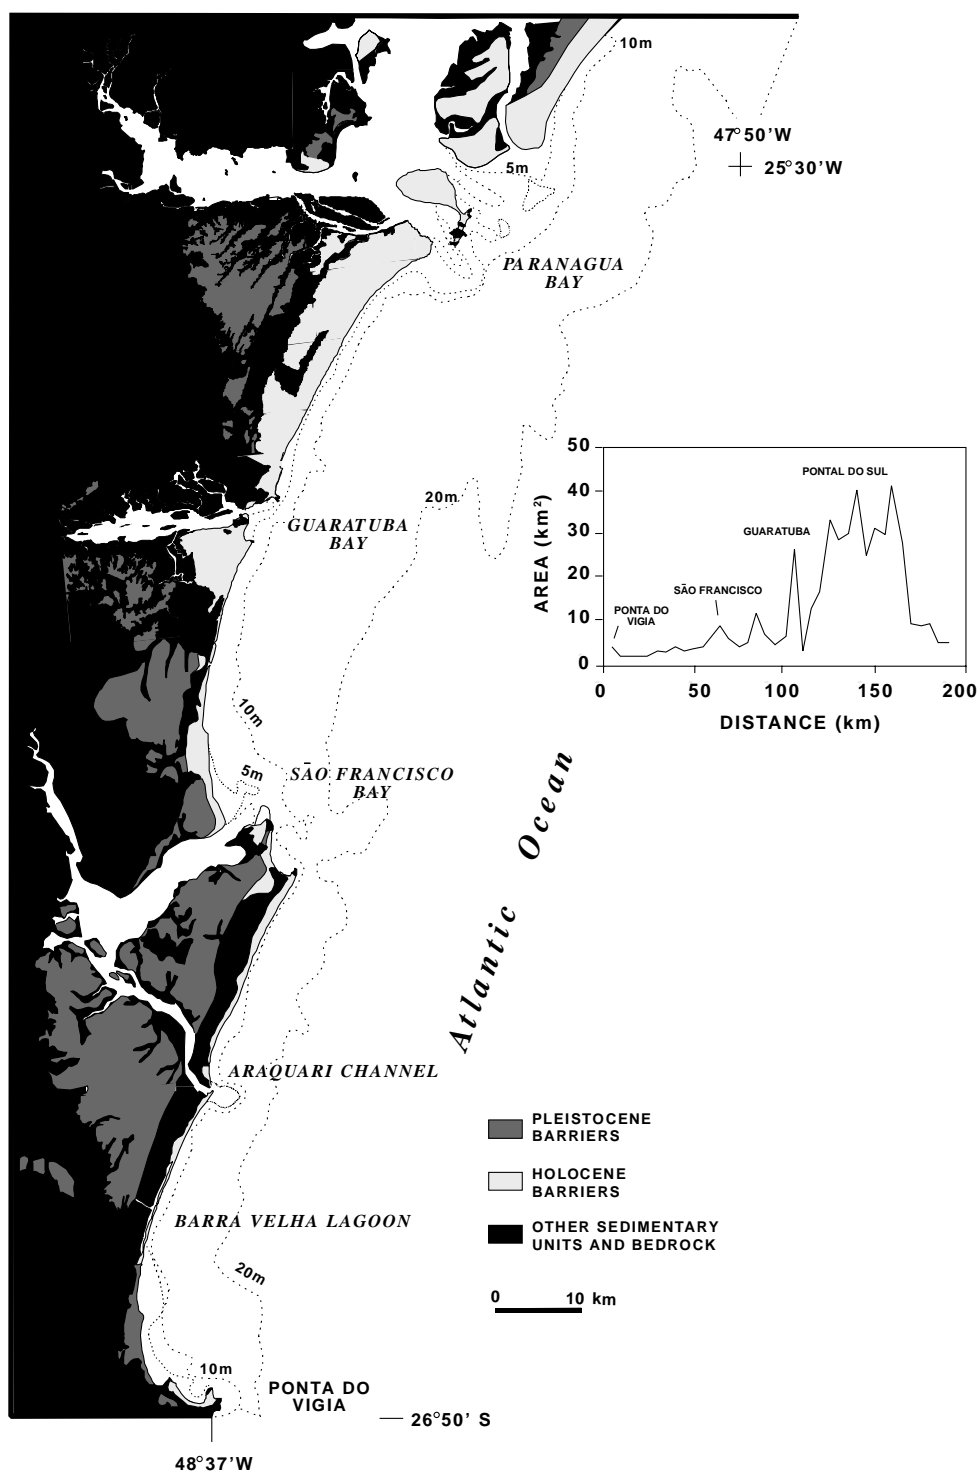 10m
47°50'W
25°30'W
5m
PARANAGUA
BAY
50
40
30
20
10
0
AREA (km²)
PONTAL DO SUL
GUARATUBA
SÃO FRANCISCO
PONTA DO
VIGIA
0
50
100
150
200
DISTANCE (km)
20m
GUARATUBA
BAY
10m
5m
SÃO FRANCISCO
BAY
Atlantic Ocean
ARAQUARI CHANNEL
PLEISTOCENE
BARRIERS
HOLOCENE
BARRIERS
OTHER SEDIMENTARY
UNITS AND BEDROCK
BARRA VELHA LAGOON
20m
0 10 km
10m
PONTA DO
VIGIA
26°50' S
48°37'W